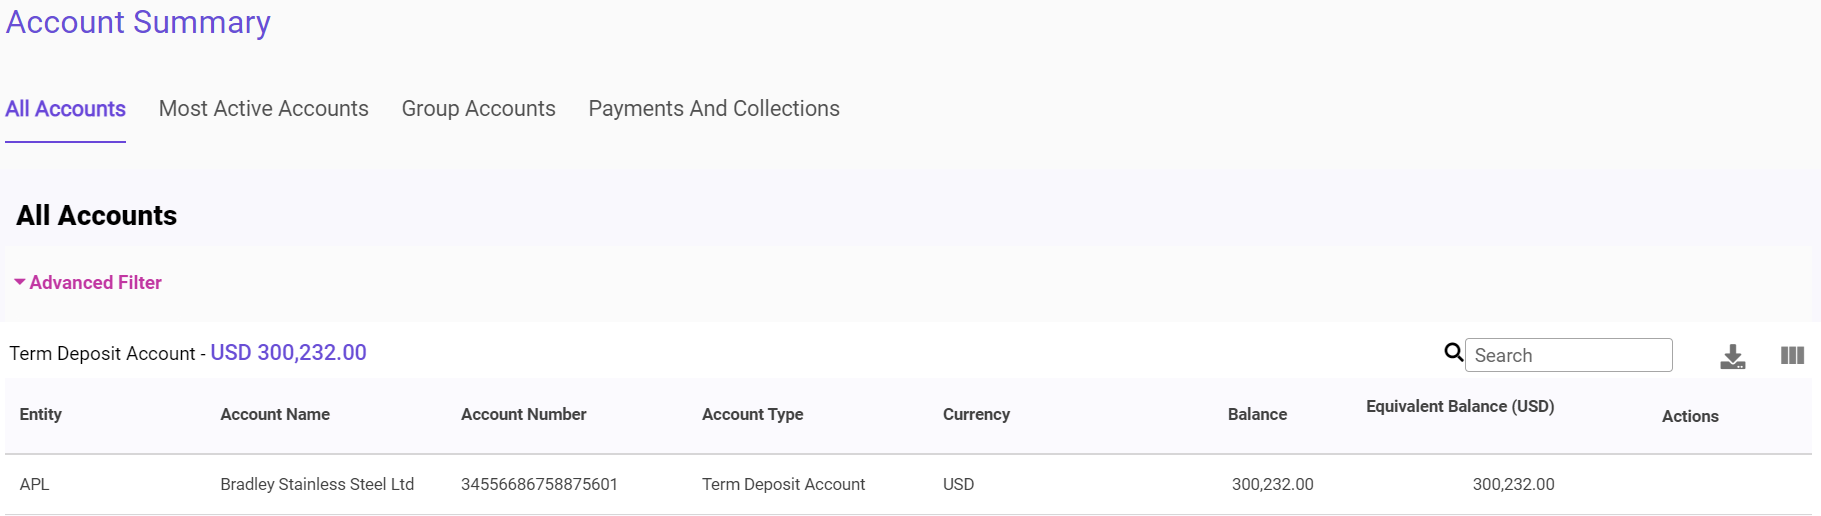 Account Summary
All Accounts Most Active Accounts Group Accounts Payments And Collections
All Accounts
Advanced Filter
Term Deposit Account - USD 300,232.00 Search
Entity Account Name Account Number Account Type Currency Balance Equivalent Balance (USD) Actions
APL Bradley Stainless Steel Ltd 34556686758875601 Term Deposit Account USD 300,232.00 300,232.00